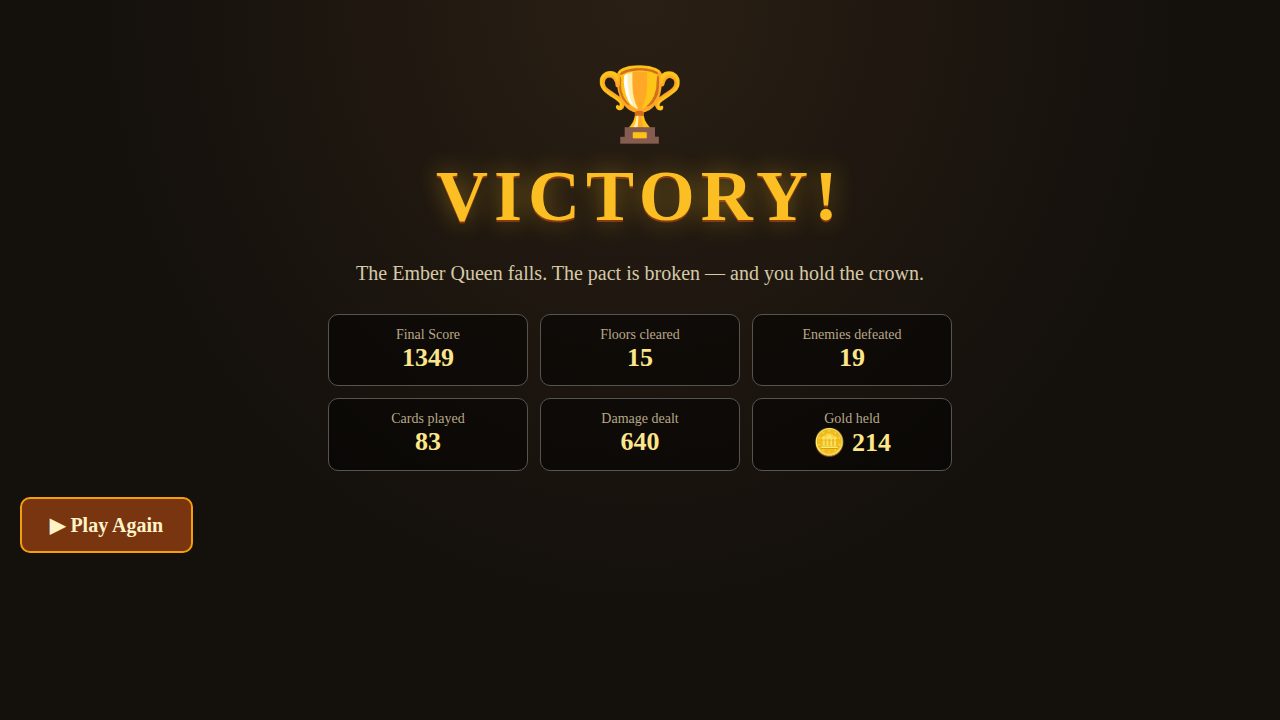 VICTORY!
The Ember Queen falls. The pact is broken — and you hold the crown.
Final Score
1349
Floors cleared
15
Enemies defeated
19
Cards played
83
Damage dealt
640
Gold held
🪙 214
▶ Play Again